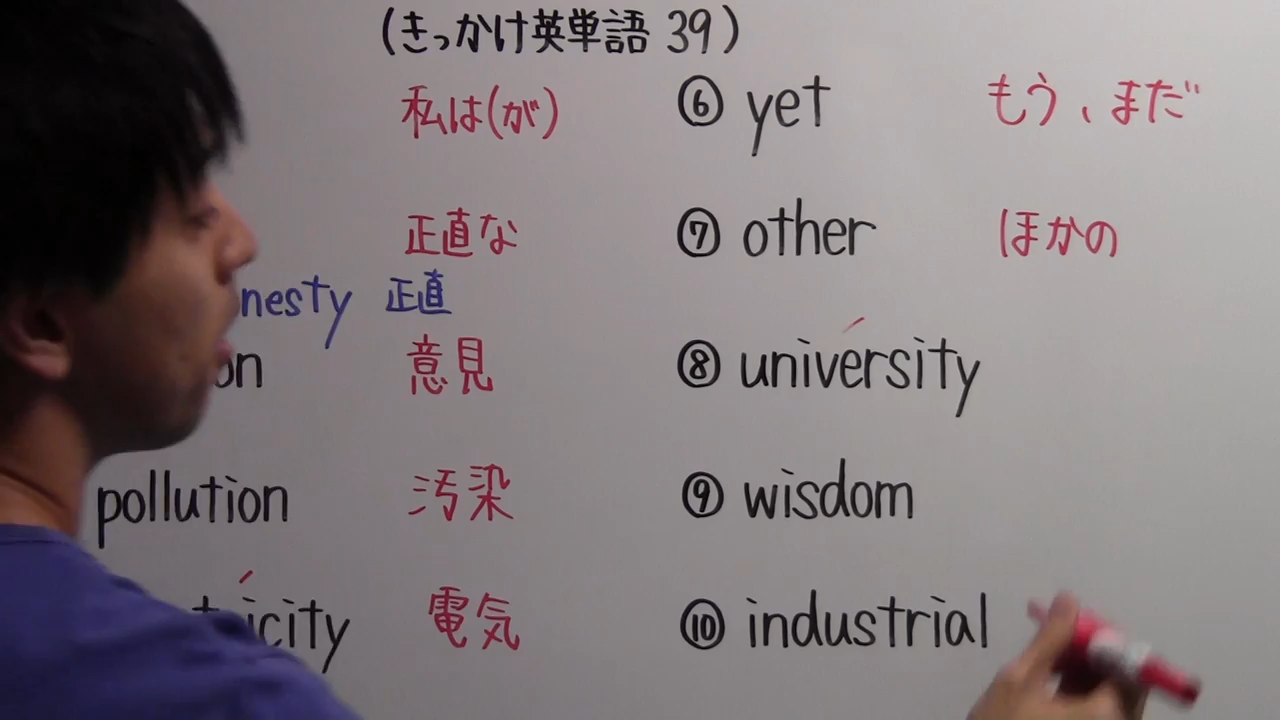 (きっかけ英単語 39)
私は(が)
正直な
nesty 正直
on 意見
pollution 汚染
icity 電気
⑥ yet もう、まだ
⑦ other ほかの
⑧ university
⑨ wisdom
⑩ industrial